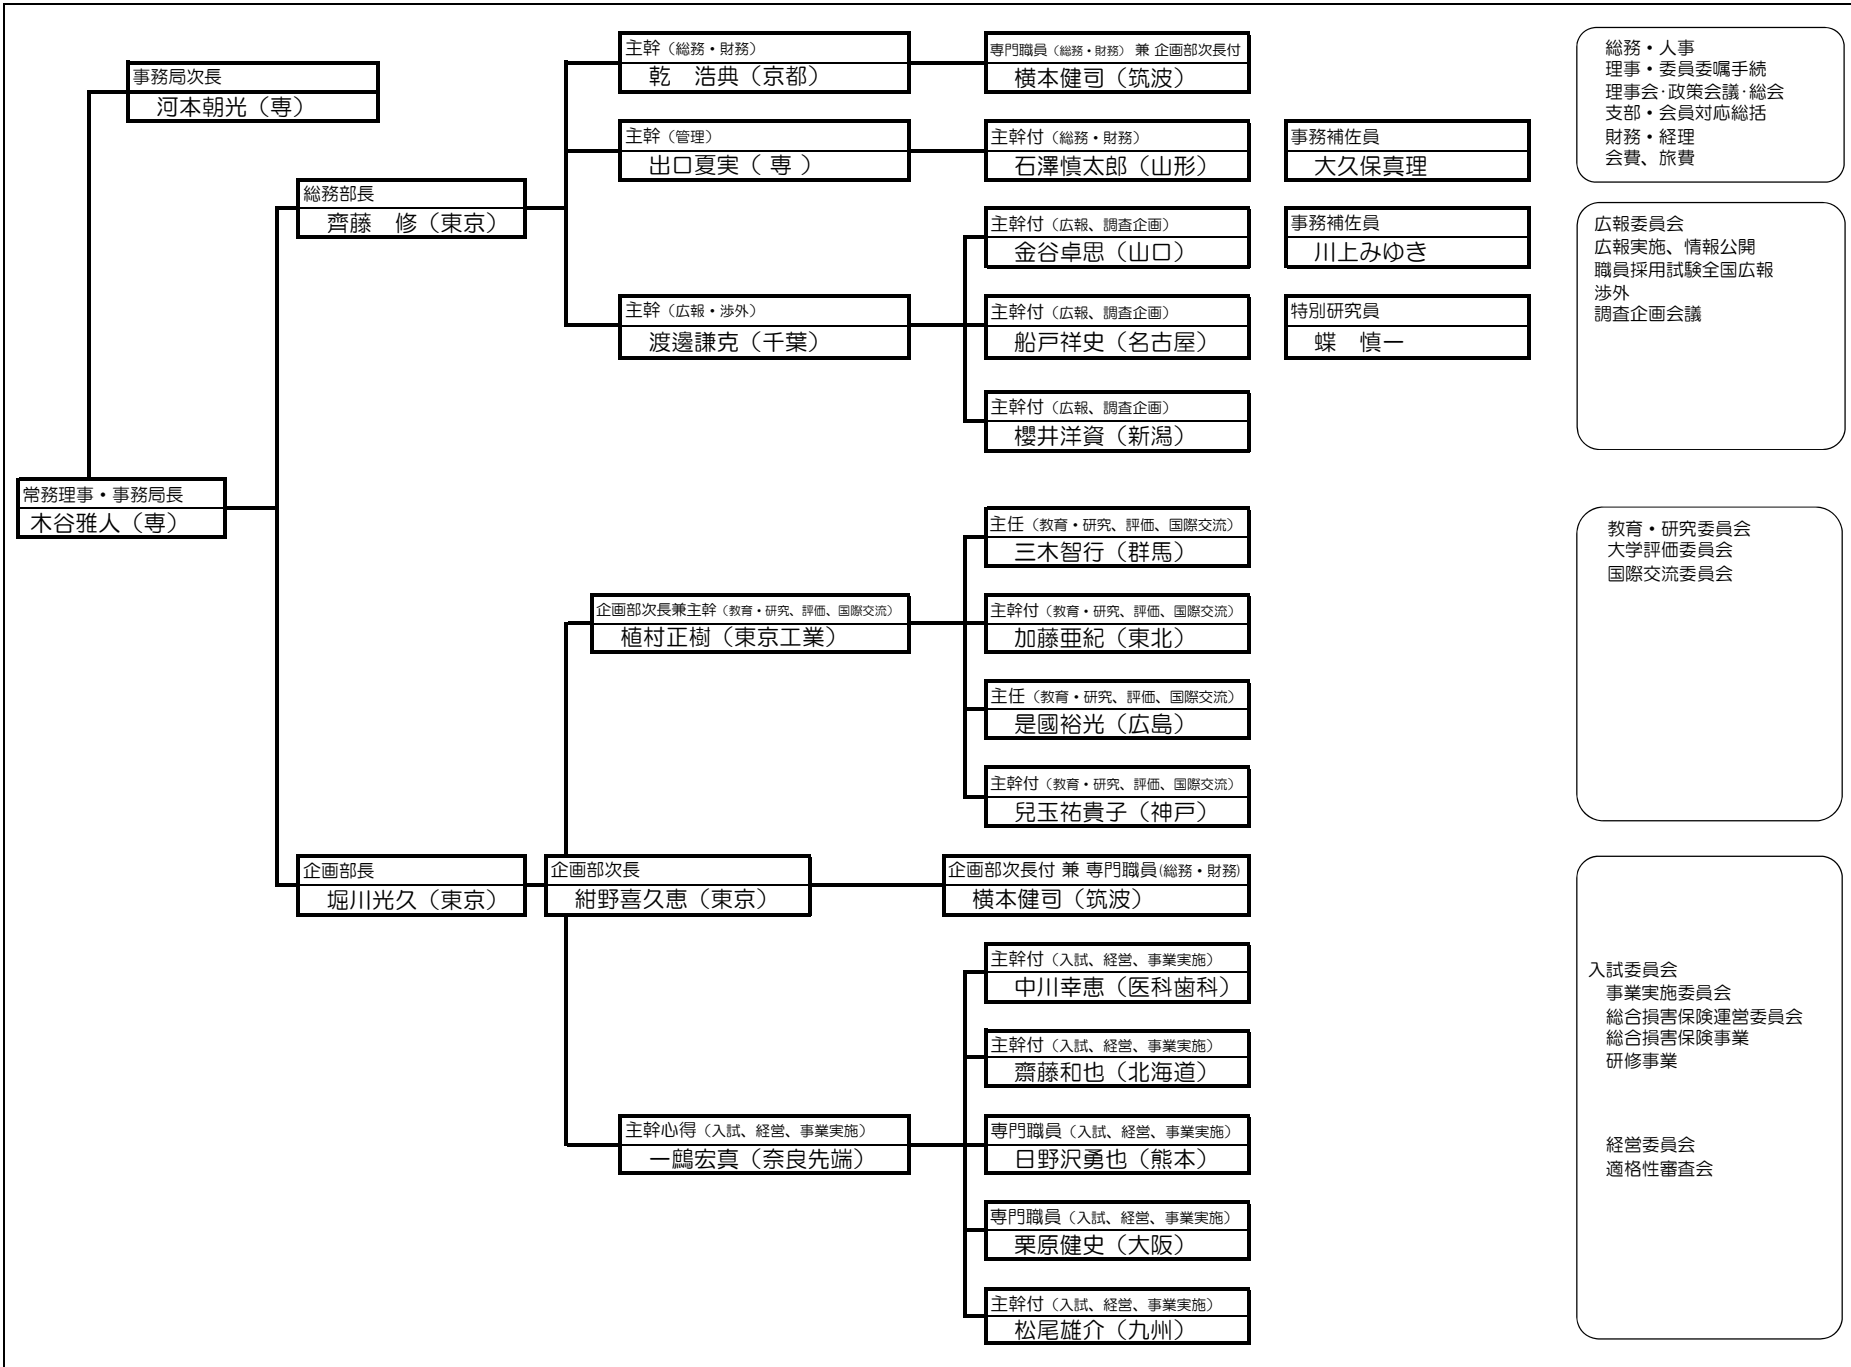 常務理事・事務局長
木谷雅人（専）
事務局次長
河本朝光（専）
総務部長
齊藤　修（東京）
主幹（総務・財務）
乾　浩典（京都）
専門職員（総務・財務） 兼 企画部次長付
横本健司（筑波）
主幹（管理）
出口夏実（ 専 ）
主幹付（総務・財務）
石澤慎太郎（山形）
事務補佐員
大久保真理
主幹（広報・渉外）
渡邊謙克（千葉）
主幹付（広報、調査企画）
金谷卓思（山口）
事務補佐員
川上みゆき
主幹付（広報、調査企画）
船戸祥史（名古屋）
特別研究員
蝶　慎一
主幹付（広報、調査企画）
櫻井洋資（新潟）
総務・人事
理事・委員委嘱手続
理事会･政策会議･総会
支部・会員対応総括
財務・経理
会費、旅費
広報委員会
広報実施、情報公開
職員採用試験全国広報
渉外
調査企画会議
企画部長
堀川光久（東京）
企画部次長
紺野喜久恵（東京）
企画部次長付 兼 専門職員(総務・財務)
横本健司（筑波）
企画部次長兼主幹（教育・研究、評価、国際交流）
植村正樹（東京工業）
主任（教育・研究、評価、国際交流）
三木智行（群馬）
主幹付（教育・研究、評価、国際交流）
加藤亜紀（東北）
主任（教育・研究、評価、国際交流）
是國裕光（広島）
主幹付（教育・研究、評価、国際交流）
兒玉祐貴子（神戸）
教育・研究委員会
大学評価委員会
国際交流委員会
主幹心得（入試、経営、事業実施）
一鷓宏真（奈良先端）
主幹付（入試、経営、事業実施）
中川幸恵（医科歯科）
主幹付（入試、経営、事業実施）
齋藤和也（北海道）
専門職員（入試、経営、事業実施）
日野沢勇也（熊本）
専門職員（入試、経営、事業実施）
栗原健史（大阪）
主幹付（入試、経営、事業実施）
松尾雄介（九州）
入試委員会
事業実施委員会
総合損害保険運営委員会
総合損害保険事業
研修事業
経営委員会
適格性審査会